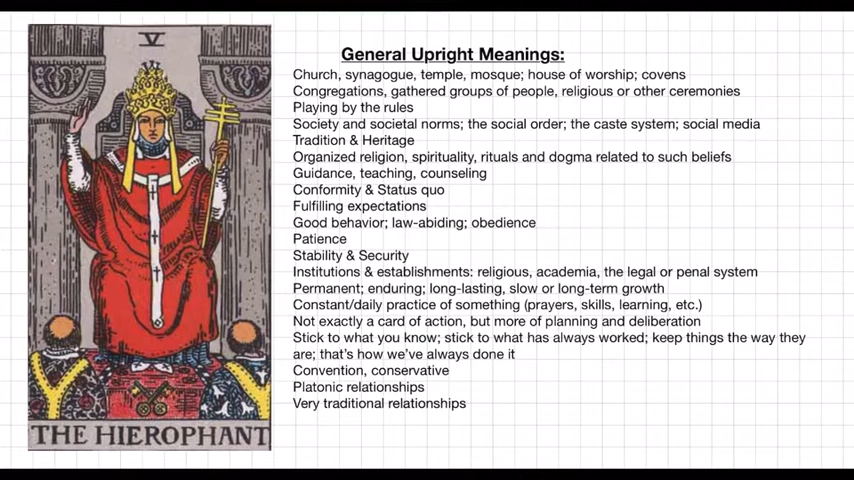 V
THE HIEROPHANT
General Upright Meanings:
Church, synagogue, temple, mosque; house of worship; covens
Congregations, gathered groups of people, religious or other ceremonies
Playing by the rules
Society and societal norms; the social order; the caste system; social media
Tradition & Heritage
Organized religion, spirituality, rituals and dogma related to such beliefs
Guidance, teaching, counseling
Conformity & Status quo
Fulfilling expectations
Good behavior; law-abiding; obedience
Patience
Stability & Security
Institutions & establishments: religious, academia, the legal or penal system
Permanent; enduring; long-lasting, slow or long-term growth
Constant/daily practice of something (prayers, skills, learning, etc.)
Not exactly a card of action, but more of planning and deliberation
Stick to what you know; stick to what has always worked; keep things the way they
are; that's how we've always done it
Convention, conservative
Platonic relationships
Very traditional relationships